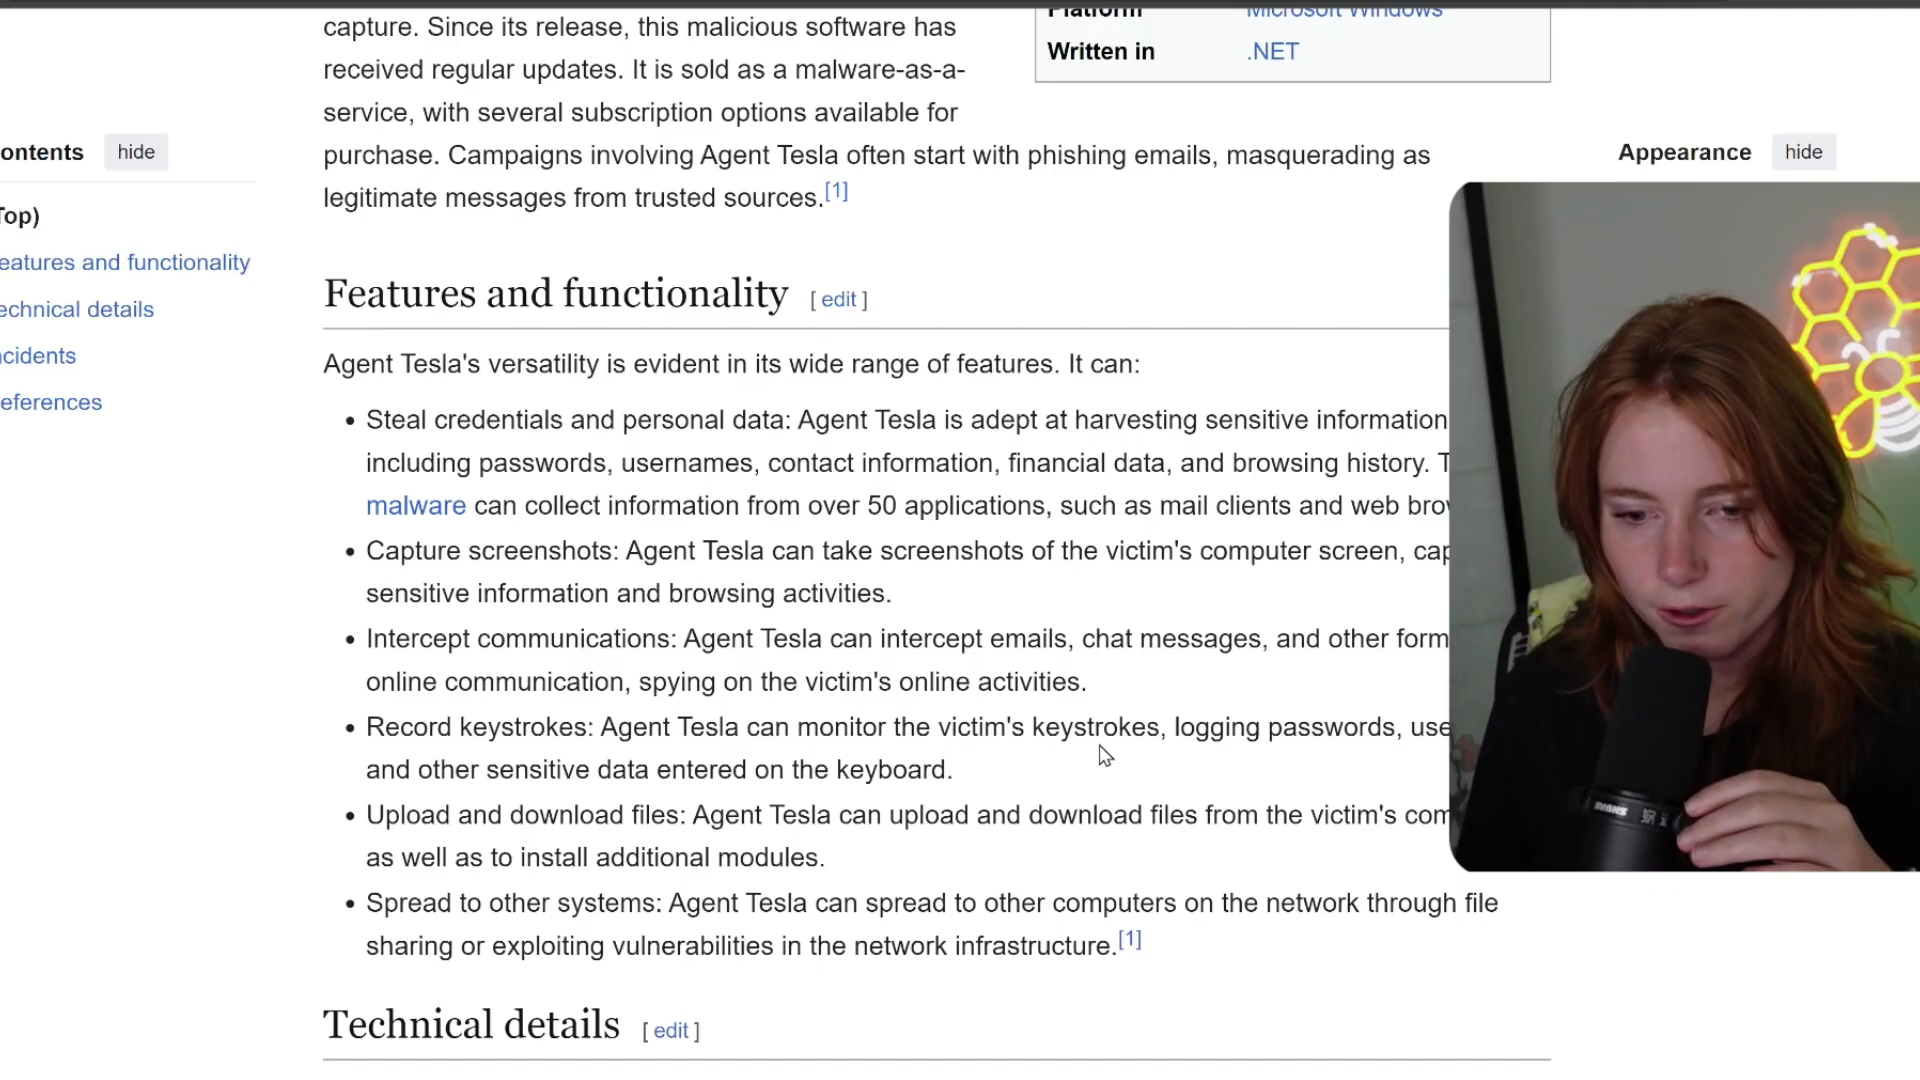 capture. Since its release, this malicious software has
received regular updates. It is sold as a malware-as-a-
service, with several subscription options available for
purchase. Campaigns involving Agent Tesla often start with phishing emails, masquerading as
legitimate messages from trusted sources.[1]
Platform Microsoft Windows
Written in .NET
ontents hide
Top)
eatures and functionality
echnical details
ncidents
eferences
Appearance hide
Features and functionality [ edit ]
Agent Tesla's versatility is evident in its wide range of features. It can:
• Steal credentials and personal data: Agent Tesla is adept at harvesting sensitive information
including passwords, usernames, contact information, financial data, and browsing history. T
malware can collect information from over 50 applications, such as mail clients and web brow
• Capture screenshots: Agent Tesla can take screenshots of the victim's computer screen, cap
sensitive information and browsing activities.
• Intercept communications: Agent Tesla can intercept emails, chat messages, and other form
online communication, spying on the victim's online activities.
• Record keystrokes: Agent Tesla can monitor the victim's keystrokes, logging passwords, use
and other sensitive data entered on the keyboard.
• Upload and download files: Agent Tesla can upload and download files from the victim's com
as well as to install additional modules.
• Spread to other systems: Agent Tesla can spread to other computers on the network through file
sharing or exploiting vulnerabilities in the network infrastructure.[1]
Technical details [ edit ]